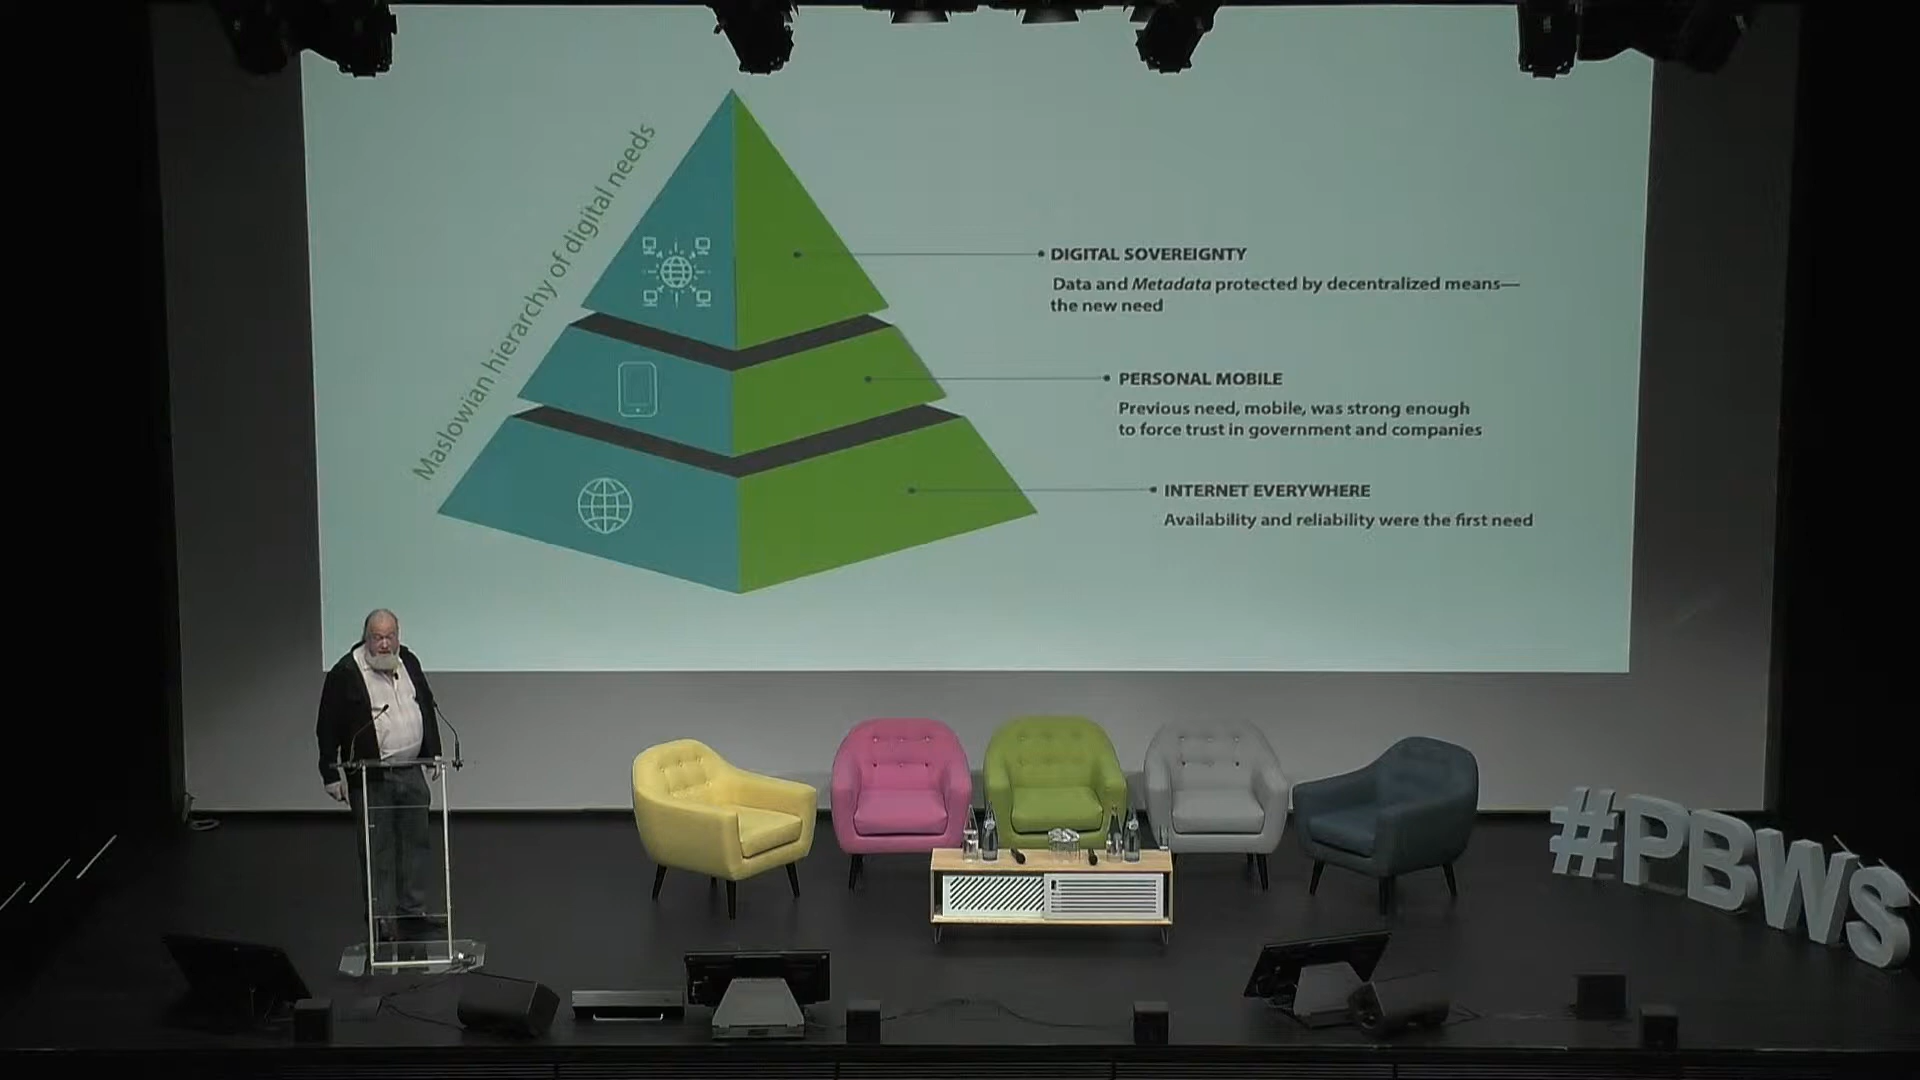 Maslowian hierarchy of digital needs
DIGITAL SOVEREIGNTY
Data and Metadata protected by decentralized means—
the new need
PERSONAL MOBILE
Previous need, mobile, was strong enough
to force trust in government and companies
INTERNET EVERYWHERE
Availability and reliability were the first need
#PBWS